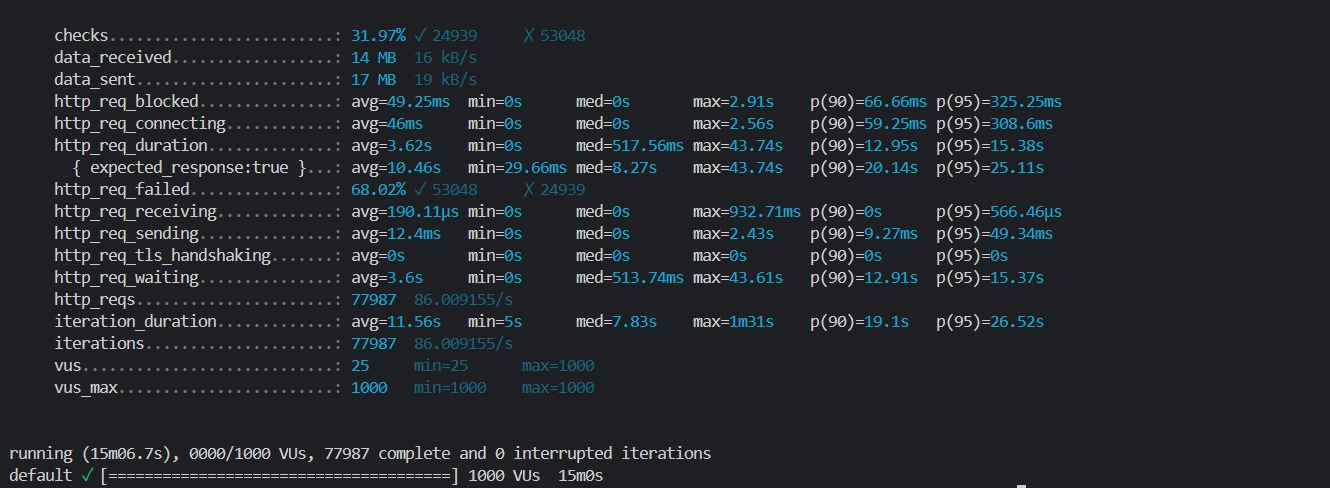 checks.........................: 31.97% ✓ 24939 ✗ 53048
data_received..................: 14 MB 16 kB/s
data_sent......................: 17 MB 19 kB/s
http_req_blocked...............: avg=49.25ms min=0s med=0s max=2.91s p(90)=66.66ms p(95)=325.25ms
http_req_connecting............: avg=46ms min=0s med=0s max=2.56s p(90)=59.25ms p(95)=308.6ms
http_req_duration..............: avg=3.62s min=0s med=517.56ms max=43.74s p(90)=12.95s p(95)=15.38s
{ expected_response:true }...: avg=10.46s min=29.66ms med=8.27s max=43.74s p(90)=20.14s p(95)=25.11s
http_req_failed................: 68.02% ✓ 53048 ✗ 24939
http_req_receiving.............: avg=190.11µs min=0s med=0s max=932.71ms p(90)=0s p(95)=566.46µs
http_req_sending...............: avg=12.4ms min=0s med=0s max=2.43s p(90)=9.27ms p(95)=49.34ms
http_req_tls_handshaking.......: avg=0s min=0s med=0s max=0s p(90)=0s p(95)=0s
http_req_waiting...............: avg=3.6s min=0s med=513.74ms max=43.61s p(90)=12.91s p(95)=15.37s
http_reqs......................: 77987 86.009155/s
iteration_duration.............: avg=11.56s min=5s med=7.83s max=1m31s p(90)=19.1s p(95)=26.52s
iterations.....................: 77987 86.009155/s
vus............................: 25 min=25 max=1000
vus_max........................: 1000 min=1000 max=1000
running (15m06.7s), 0000/1000 VUs, 77987 complete and 0 interrupted iterations
default ✓ [======================================] 1000 VUs 15m0s